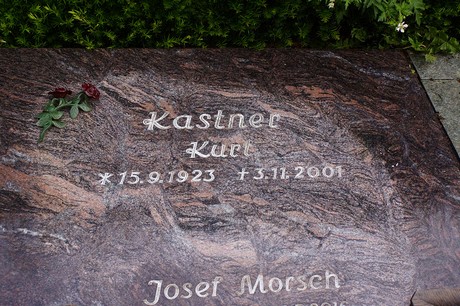 Kastner
Kurt
* 15.9.1923 + 3.11.2001
Josef Morsch